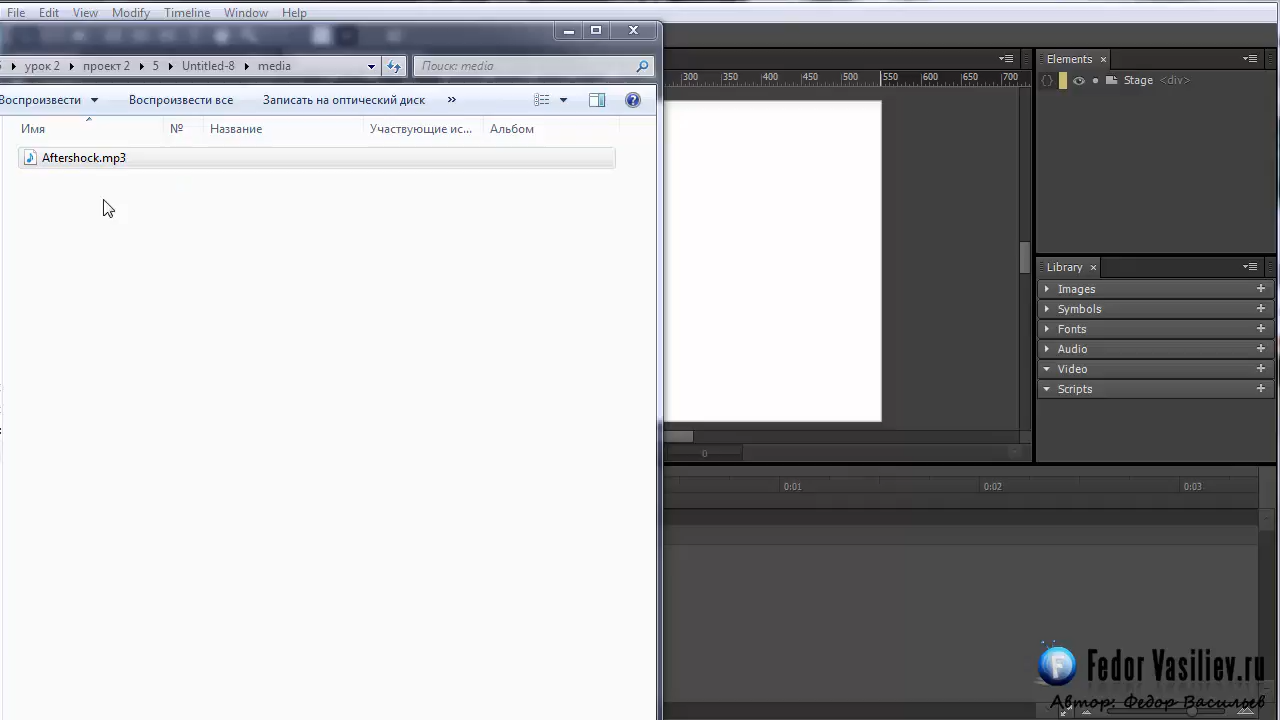 File Edit View Modify Timeline Window Help
урок 2 проект 2 5 Untitled-8 media Поиск: media
Воспроизвести Воспроизвести все Записать на оптический диск »
Имя № Название Участвующие ис... Альбом
Aftershock.mp3
300 350 400 450 500 550 600 650 700
Elements
Stage <div>
Library
Images
Symbols
Fonts
Audio
Video
Scripts
0
0:01 0:02 0:03
Fedor Vasiliev.ru
Автор: Федор Васильев